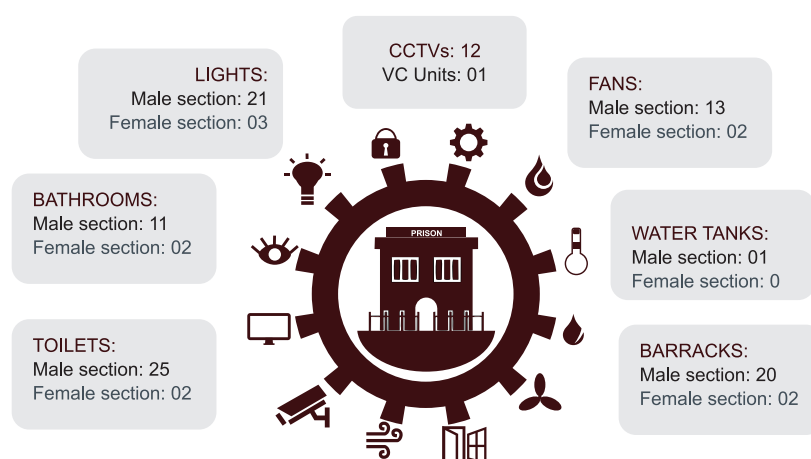 CCTVs: 12
VC Units: 01
LIGHTS:
Male section: 21
Female section: 03
FANS:
Male section: 13
Female section: 02
BATHROOMS:
Male section: 11
Female section: 02
PRISON
WATER TANKS:
Male section: 01
Female section: 0
TOILETS:
Male section: 25
Female section: 02
BARRACKS:
Male section: 20
Female section: 02